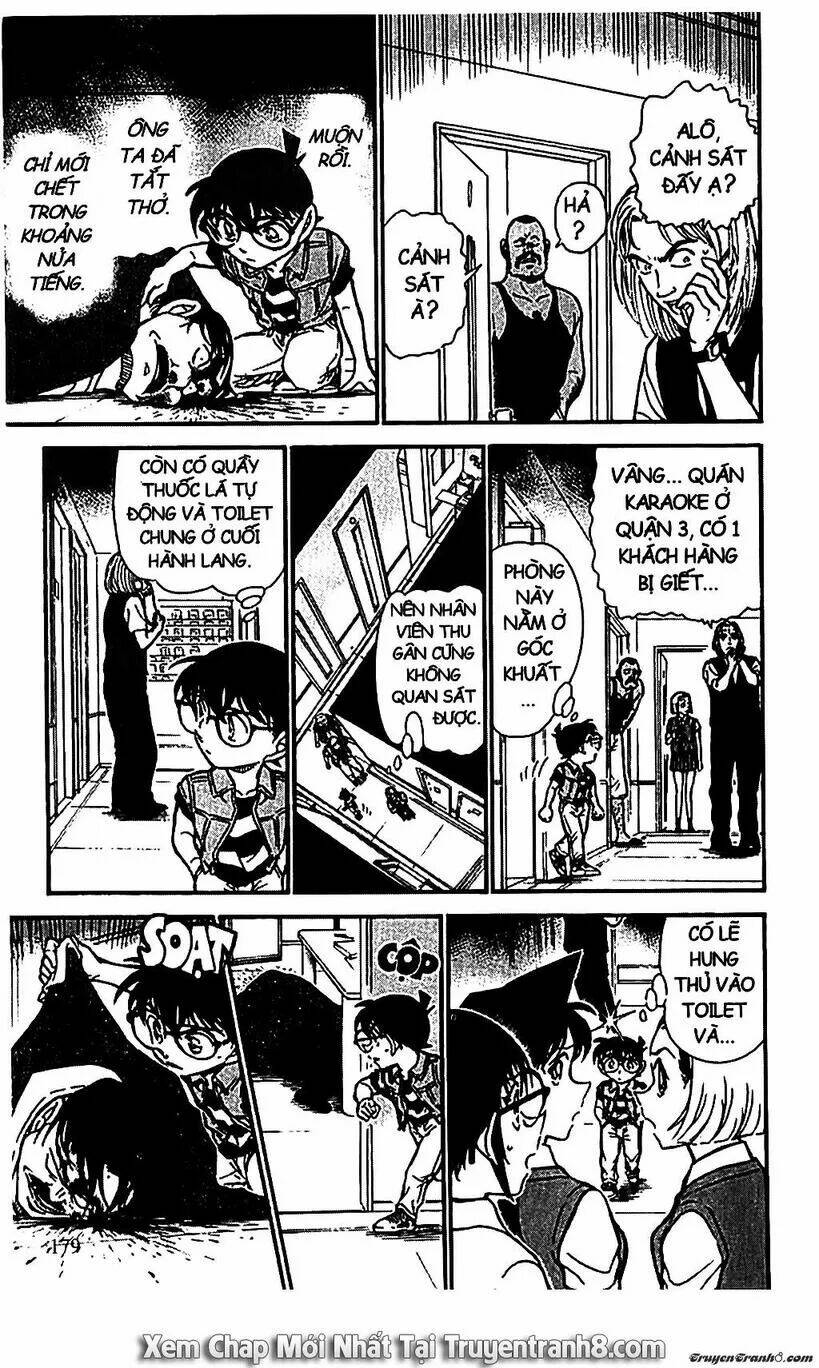 ALÔ,
CẢNH SÁT
ĐẤY Ạ?
HẢ
?
CẢNH
SÁT
À?
MUỘN
RỒI.
ÔNG
TA ĐÃ
TẮT
THỞ.
CHỈ MỚI
CHẾT
TRONG
KHOẢNG
NỬA
TIẾNG.
VÂNG... QUÁN
KARAOKE Ở
QUẬN 3, CÓ 1
KHÁCH HÀNG
BỊ GIẾT...
PHÒNG
NÀY
NẰM Ở
GÓC
KHUẤT
...
NÊN NHÂN
VIÊN THU
GÂN CŨNG
KHÔNG
QUAN SÁT
ĐƯỢC.
CÒN CÓ QUẦY
THUỐC LÁ TỰ
ĐỘNG VÀ TOILET
CHUNG Ở CUỐI
HÀNH LANG.
CÓ LẼ
HUNG
THỦ VÀO
TOILET
VÀ...
CỘP
SOẠT
179
Xem Chap Mới Nhất Tại Truyentranh8.com
TruyenTranh8.com